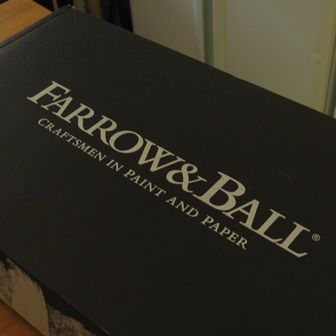 FARROW&BALL®
CRAFTSMEN IN PAINT AND PAPER